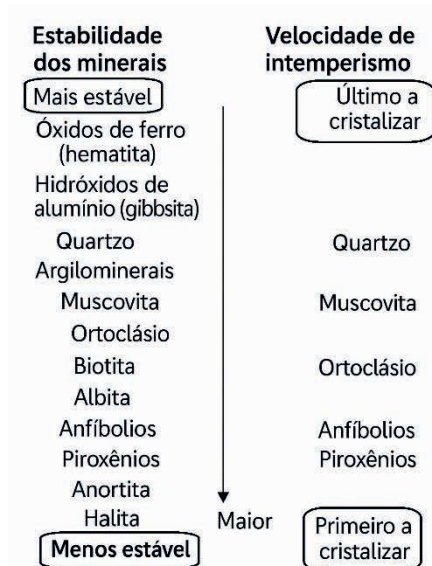 Estabilidade
dos minerais
Mais estável
Óxidos de ferro
(hematita)
Hidróxidos de
alumínio (gibbsita)
Quartzo
Argilominerais
Muscovita
Ortoclásio
Biotita
Albita
Anfíbolios
Piroxênios
Anortita
Halita
Menos estável
Maior
Velocidade de
intemperismo
Último a
cristalizar
Quartzo
Muscovita
Ortoclásio
Anfíbolios
Piroxênios
Primeiro a
cristalizar